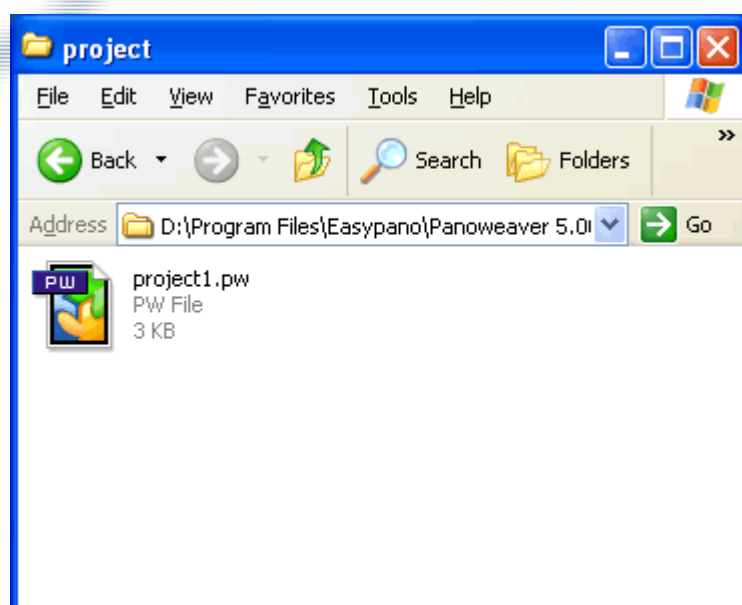 project
File Edit View Favorites Tools Help
Back Search Folders »
Address D:\Program Files\Easypano\Panoweaver 5.0 Go
PW project1.pw
PW File
3 KB